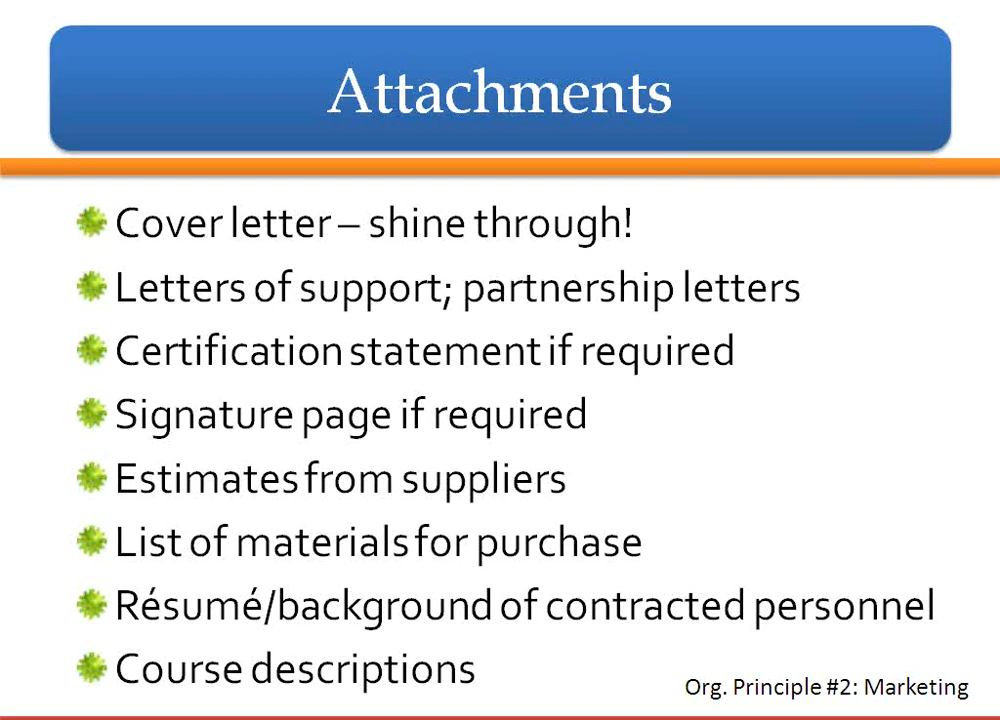 Attachments
Cover letter – shine through!
Letters of support; partnership letters
Certification statement if required
Signature page if required
Estimates from suppliers
List of materials for purchase
Résumé/background of contracted personnel
Course descriptions
Org. Principle #2: Marketing